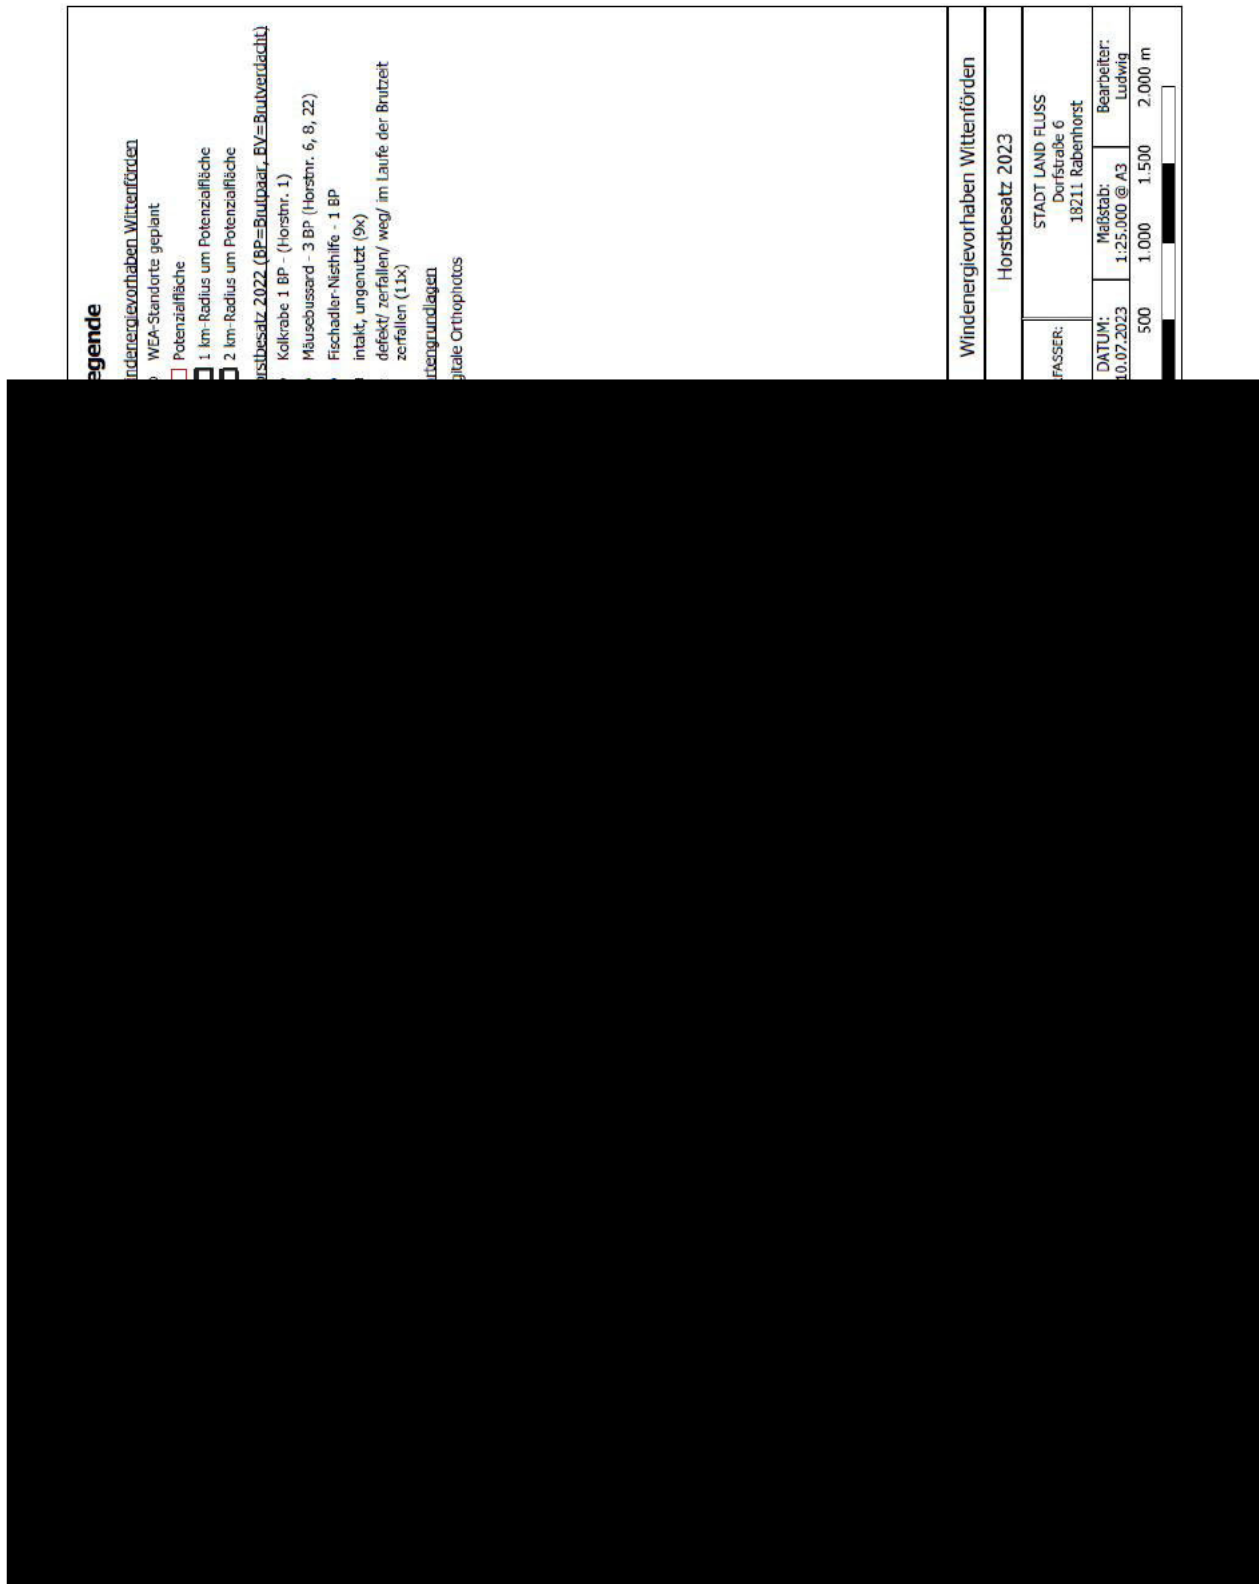 egende
indenergievorhaben Wittenförden
WEA-Standorte geplant
Potenzialfläche
1 km-Radius um Potenzialfläche
2 km-Radius um Potenzialfläche
orstbesatz 2022 (BP=Brutpaar, BV=Brutverdacht)
Kolkrabe 1 BP - (Horstnr. 1)
Mäusebussard - 3 BP (Horstnr. 6, 8, 22)
Fischadler-Nisthilfe - 1 BP
intakt, ungenutzt (9x)
defekt/ zerfallen/ weg/ im Laufe der Brutzeit
zerfallen (11x)
artengrundlagen
gitale Orthophotos
Windenergievorhaben Wittenförden
Horstbesatz 2023
RFASSER:
STADT LAND FLUSS
Dorfstraße 6
18211 Rabenhorst
DATUM:
10.07.2023
Maßstab:
1:25.000 @ A3
Bearbeiter:
Ludwig
500 1.000 1.500 2.000 m